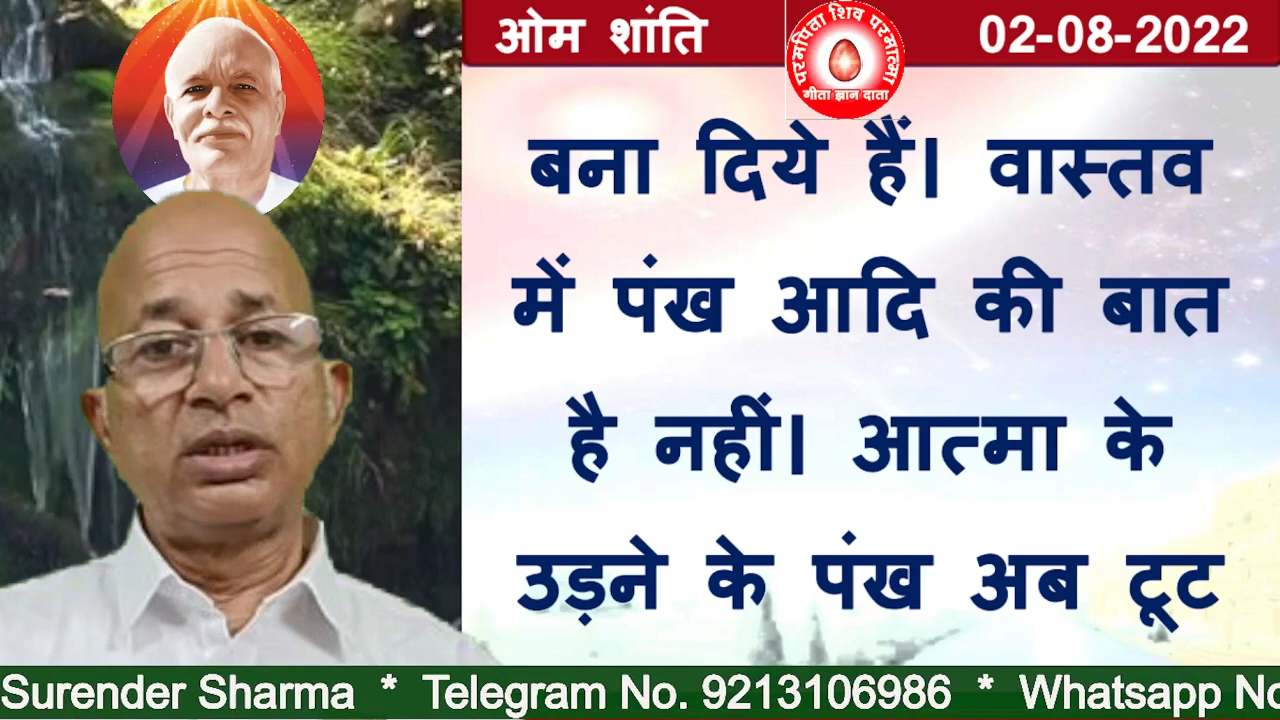 ओम शांति
परमपिता शिव परमात्मा
गीता ज्ञान दाता
02-08-2022
बना दिये हैं। वास्तव
में पंख आदि की बात
है नहीं। आत्मा के
उड़ने के पंख अब टूट
Surender Sharma * Telegram No. 9213106986 * Whatsapp No